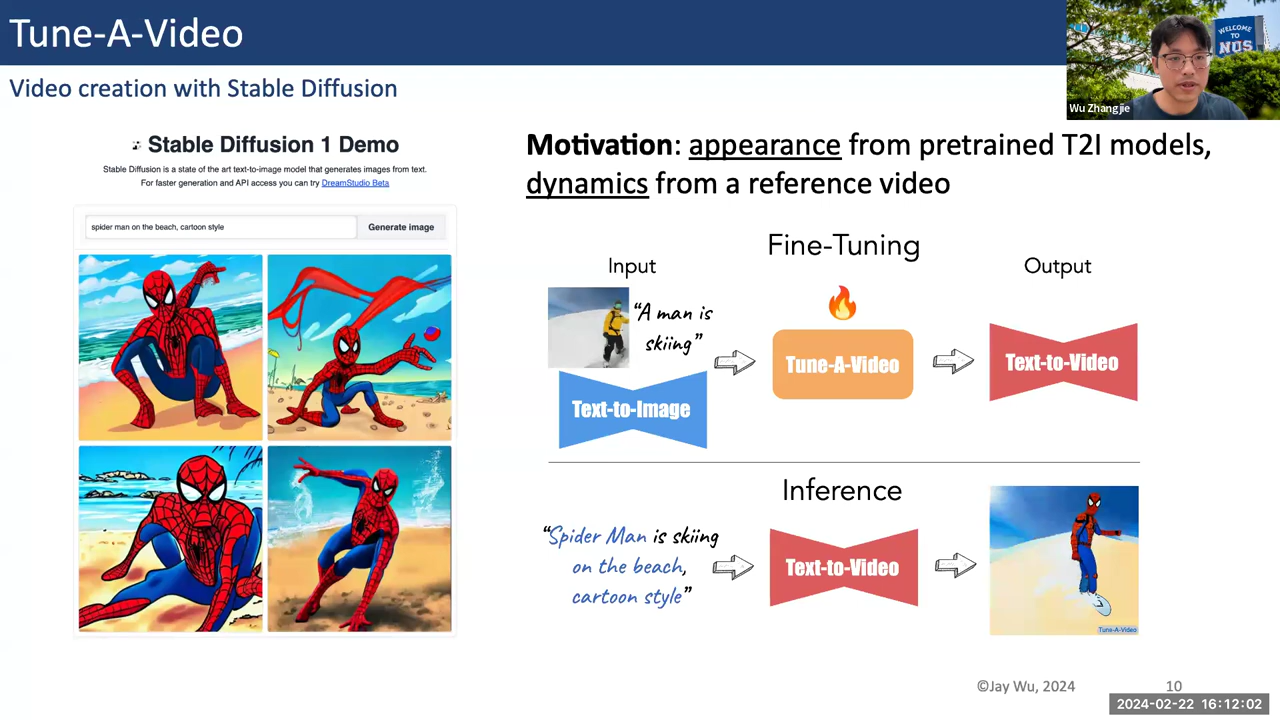 Tune-A-Video
Video creation with Stable Diffusion
WELCOME
TO
NUS
Wu Zhangjie
Stable Diffusion 1 Demo
Stable Diffusion is a state of the art text-to-image model that generates images from text.
For faster generation and API access you can try DreamStudio Beta
spider man on the beach, cartoon style
Generate image
Motivation: appearance from pretrained T2I models,
dynamics from a reference video
Fine-Tuning
Input
Output
"A man is
skiing"
Text-to-Image
Tune-A-Video
Text-to-Video
Inference
"Spider Man is skiing
on the beach,
cartoon style"
Text-to-Video
Tune-A-Video
©Jay Wu, 2024
10
2024-02-22 16:12:02